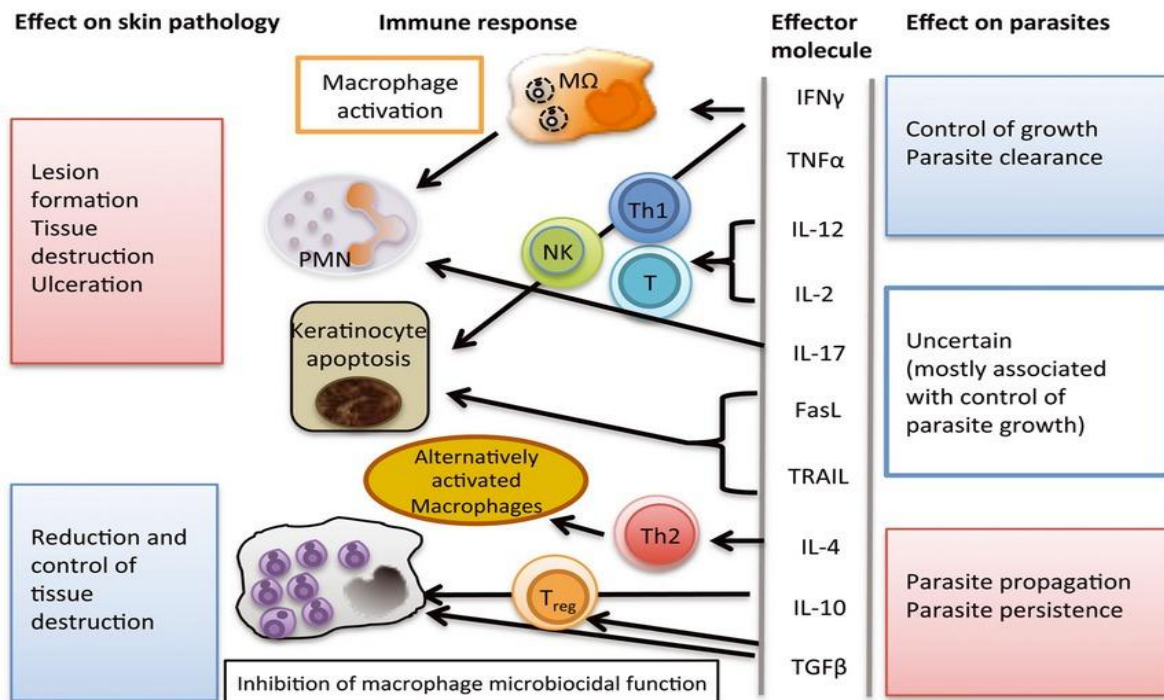 Effect on skin pathology
Immune response
Effector
molecule
Effect on parasites
Lesion
formation
Tissue
destruction
Ulceration
Reduction and
control of
tissue
destruction
Macrophage
activation
MΩ
PMN
Th1
NK
T
Keratinocyte
apoptosis
Alternatively
activated
Macrophages
Th2
Treg
Inhibition of macrophage microbiocidal function
IFNγ
TNFα
IL-12
IL-2
IL-17
FasL
TRAIL
IL-4
IL-10
TGFβ
Control of growth
Parasite clearance
Uncertain
(mostly associated
with control of
parasite growth)
Parasite propagation
Parasite persistence